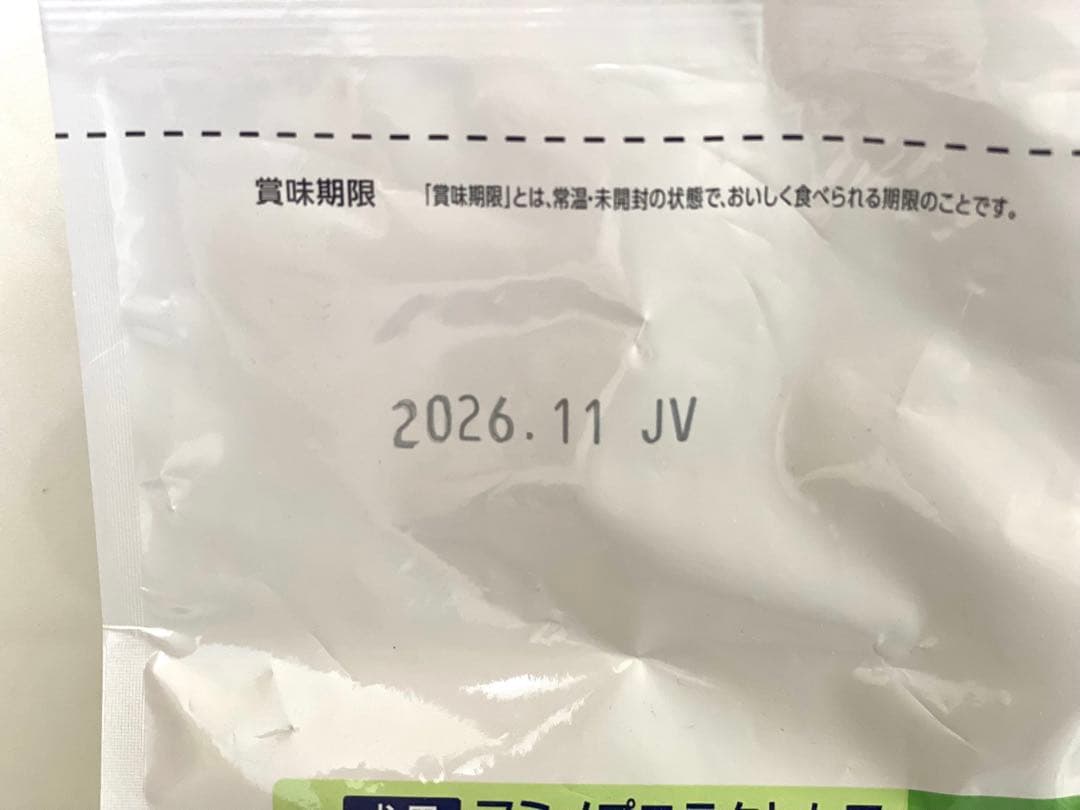 賞味期限 「賞味期限」とは、常温・未開封の状態で、おいしく食べられる期限のことです。
2026.11 JV